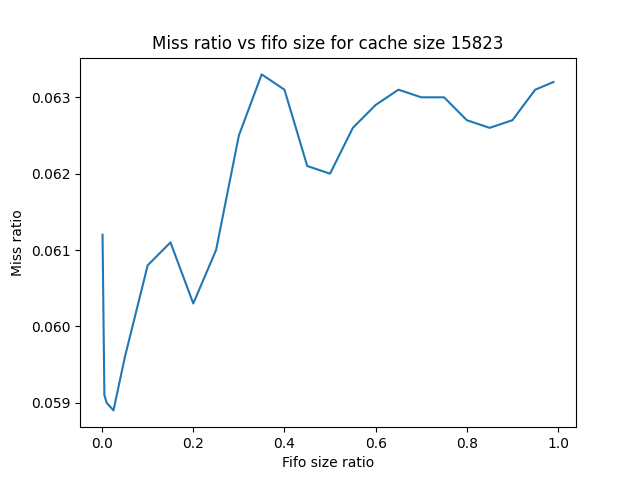 Miss ratio vs fifo size for cache size 15823
Miss ratio
0.063
0.062
0.061
0.060
0.059
0.0 0.2 0.4 0.6 0.8 1.0
Fifo size ratio